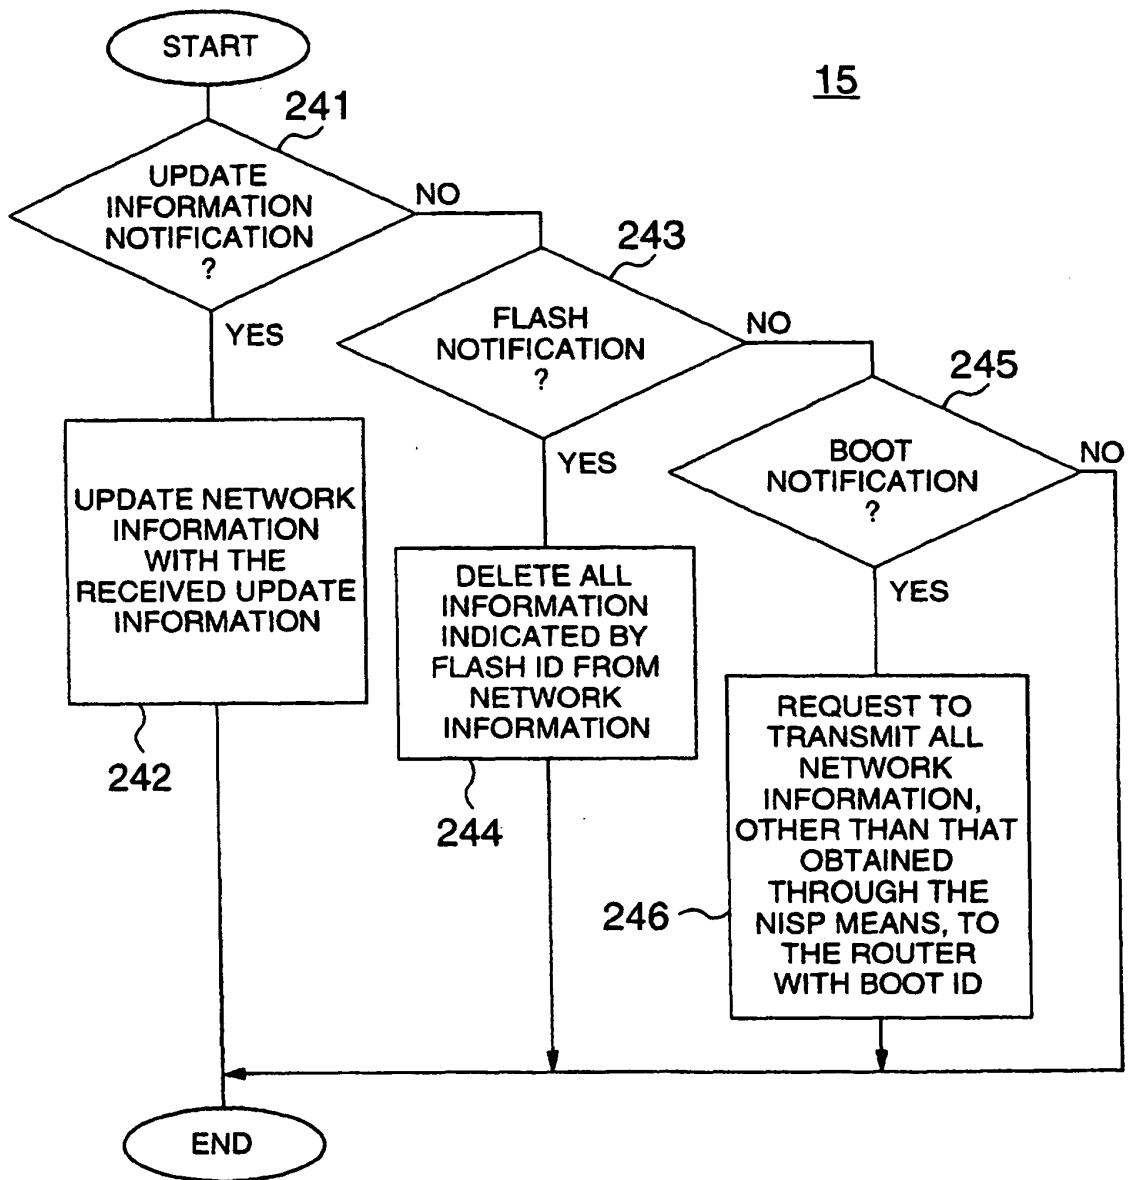 START
15
241
UPDATE
INFORMATION
NOTIFICATION
?
NO
YES
243
FLASH
NOTIFICATION
?
NO
YES
245
BOOT
NOTIFICATION
?
NO
YES
UPDATE NETWORK
INFORMATION
WITH THE
RECEIVED UPDATE
INFORMATION
242
DELETE ALL
INFORMATION
INDICATED BY
FLASH ID FROM
NETWORK
INFORMATION
244
REQUEST TO
TRANSMIT ALL
NETWORK
INFORMATION,
OTHER THAN THAT
OBTAINED
THROUGH THE
NISP MEANS, TO
THE ROUTER
WITH BOOT ID
246
END